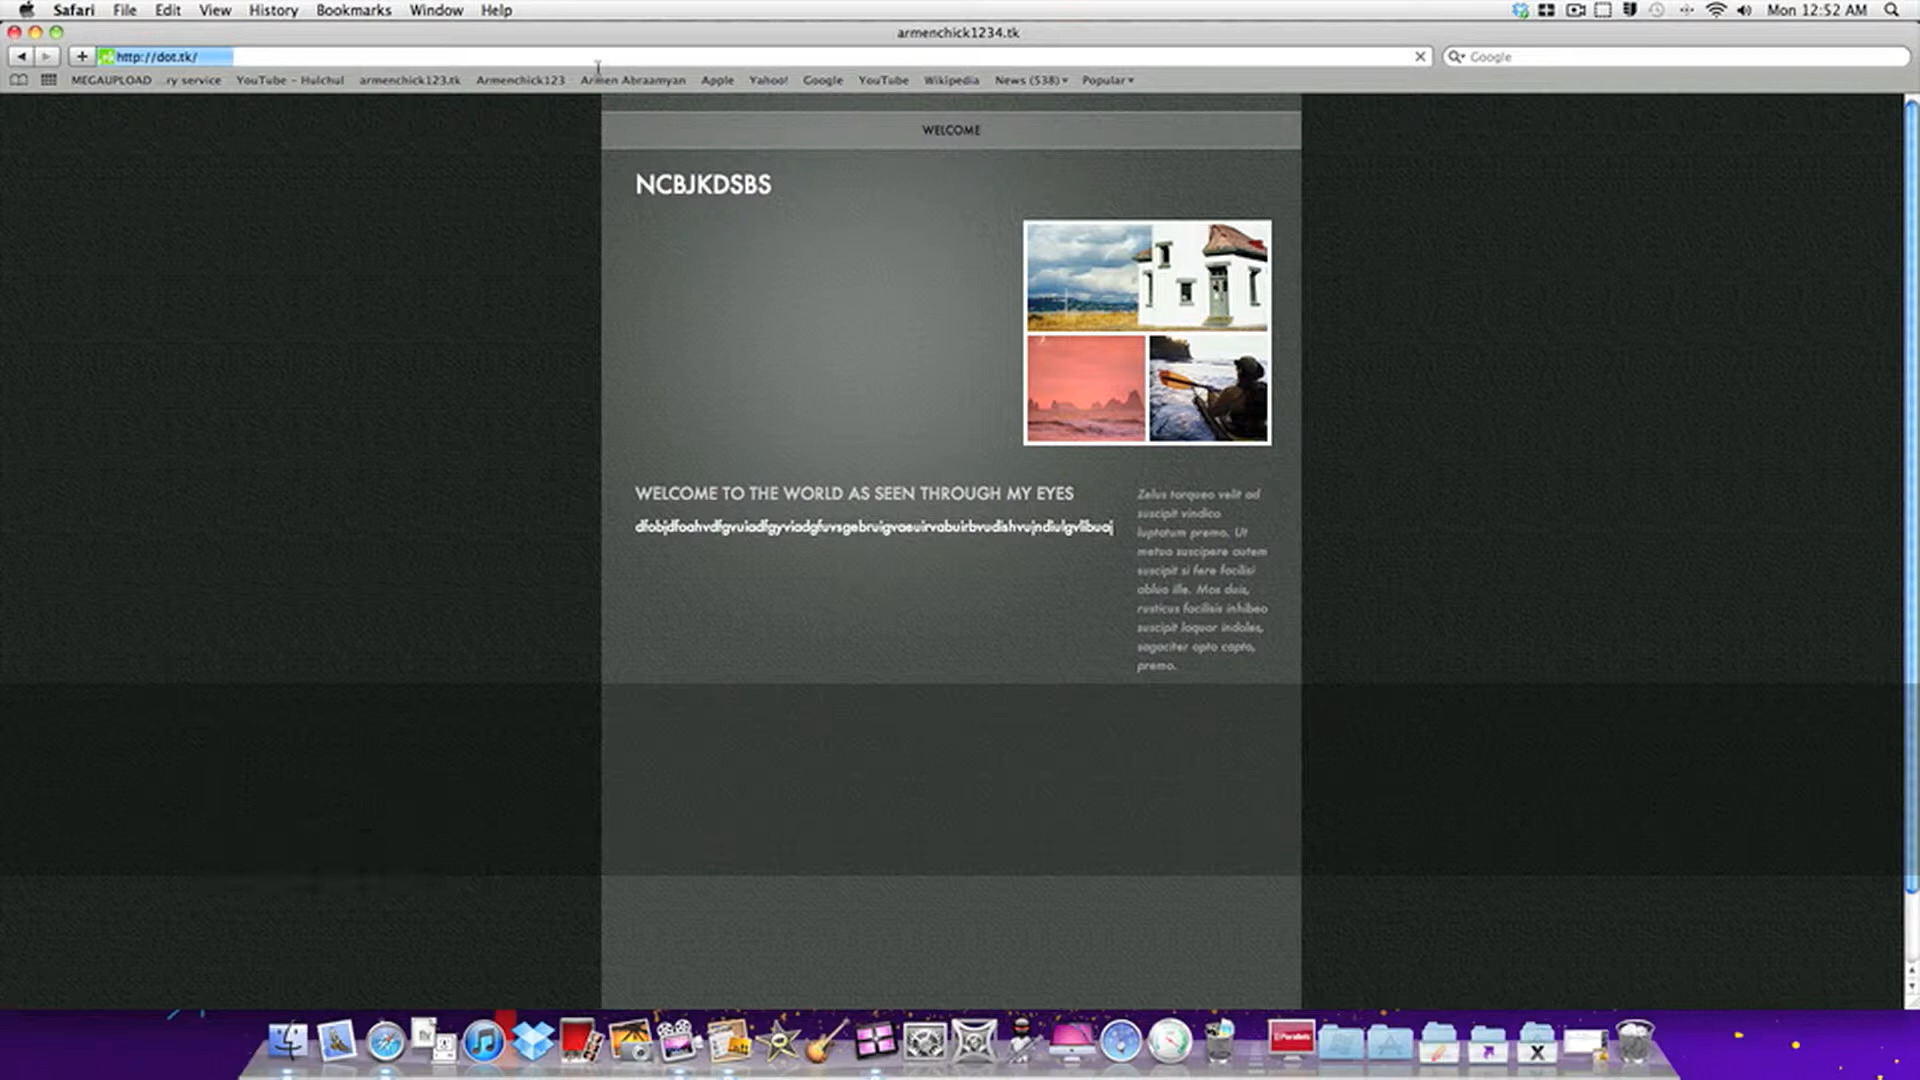 Safari File Edit View History Bookmarks Window Help Mon 12:52 AM
armenchick1234.tk
http://dot.tk/ Google
MEGAUPLOAD ...ry service YouTube - Hulchul armenchick123.tk Armenchick123 Armen Abraamyan Apple Yahoo! Google YouTube Wikipedia News (538) Popular
WELCOME
NCBJKDSBS
WELCOME TO THE WORLD AS SEEN THROUGH MY EYES
Zelus torqueo velit ad
suscipit vindico
luptatum premo. Ut
metuo suscipere autem
suscipit si fere facilisi
abluo ille. Mos duis,
rusticus facilisis inhibeo
suscipit loquor indoles,
sagaciter opto capto,
premo.
Parallels
X